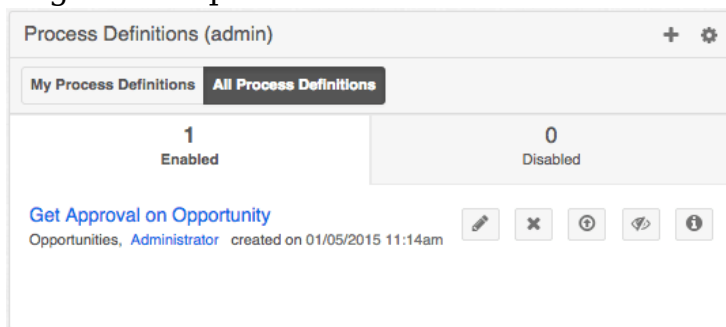 Process Definitions (admin)
My Process Definitions All Process Definitions
1 0
Enabled Disabled
Get Approval on Opportunity
Opportunities, Administrator created on 01/05/2015 11:14am